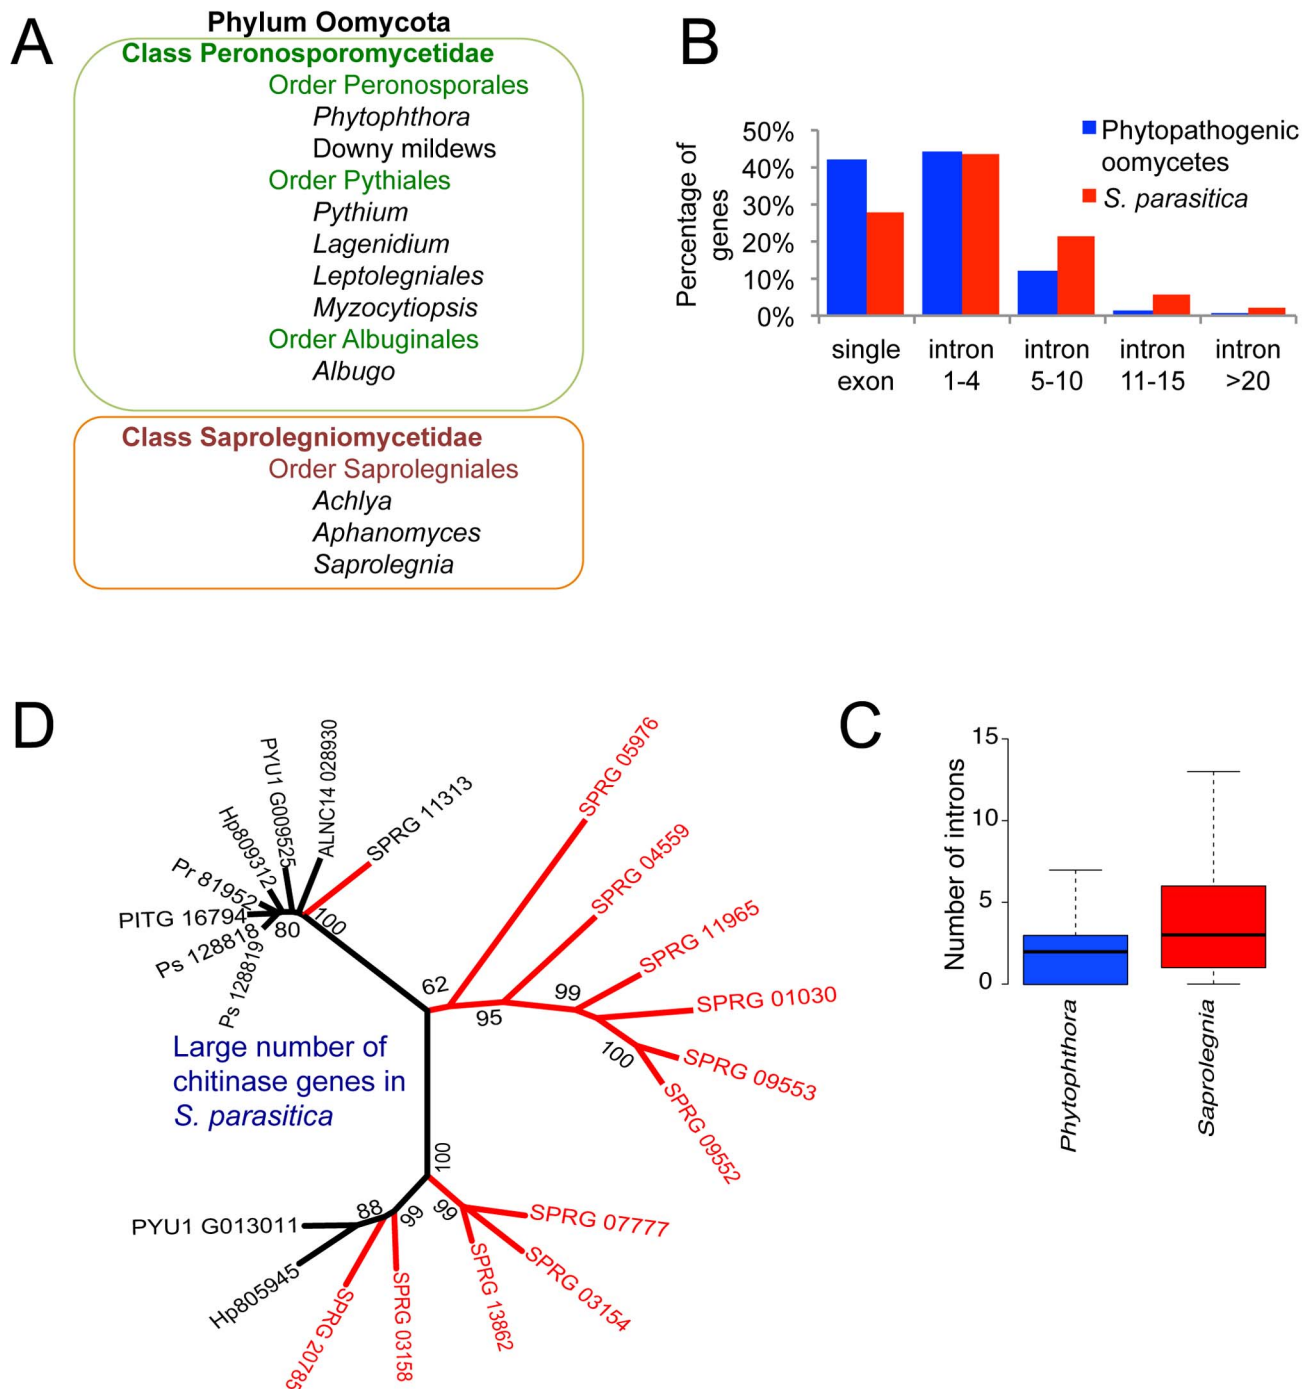 A
Phylum Oomycota
Class Peronosporomycetidae
Order Peronosporales
Phytophthora
Downy mildews
Order Pythiales
Pythium
Lagenidium
Leptolegniales
Myzocytiopsis
Order Albuginales
Albugo
Class Saprolegniomycetidae
Order Saprolegniales
Achlya
Aphanomyces
Saprolegnia
B
Percentage of
genes
50%
40%
30%
20%
10%
0%
Phytopathogenic
oomycetes
S. parasitica
single
exon
intron
1-4
intron
5-10
intron
11-15
intron
>20
D
ALNC14 028930
PYU1 G009525
Hp809312
Pr 81952
PITG 16794
Ps 128818
Ps 128819
SPRG 11313
80
100
SPRG 05976
SPRG 04559
SPRG 11965
SPRG 01030
SPRG 09553
SPRG 09552
62
95
99
100
Large number of
chitinase genes in
S. parasitica
100
88
99
99
PYU1 G013011
Hp805945
SPRG 20785
SPRG 03158
SPRG 13862
SPRG 03154
SPRG 07777
C
Number of introns
15
10
5
0
Phytophthora
Saprolegnia